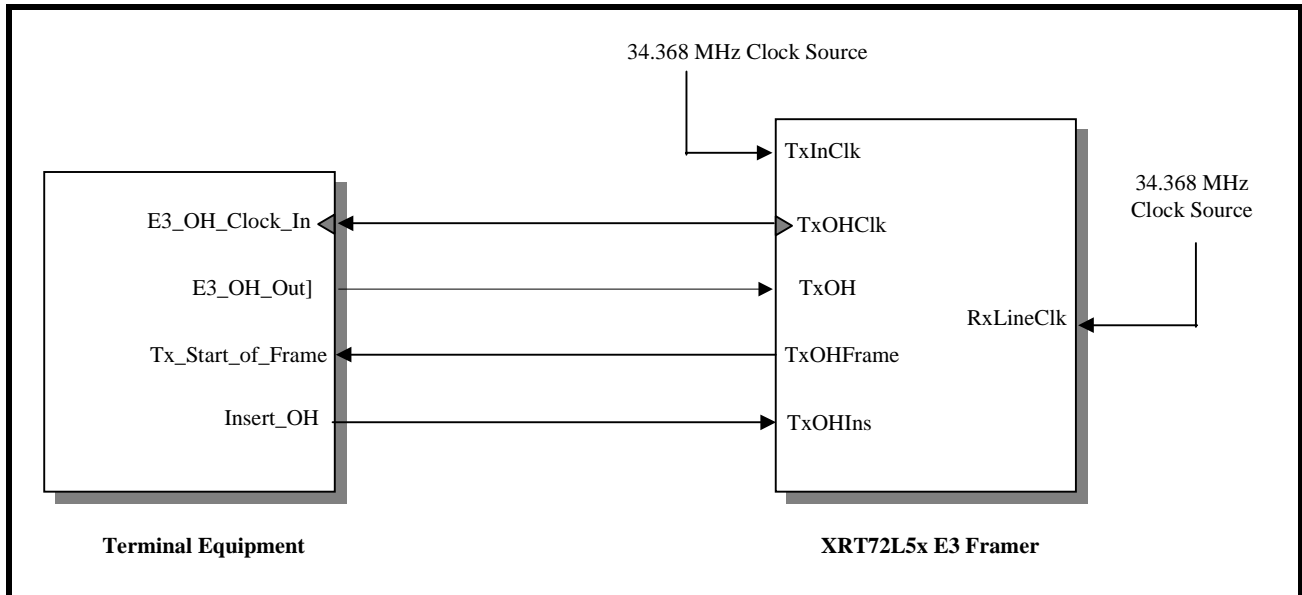 34.368 MHz Clock Source
TxInClk
34.368 MHz
Clock Source
E3_OH_Clock_In
TxOHClk
E3_OH_Out]
TxOH
RxLineClk
Tx_Start_of_Frame
TxOHFrame
Insert_OH
TxOHIns
Terminal Equipment
XRT72L5x E3 Framer